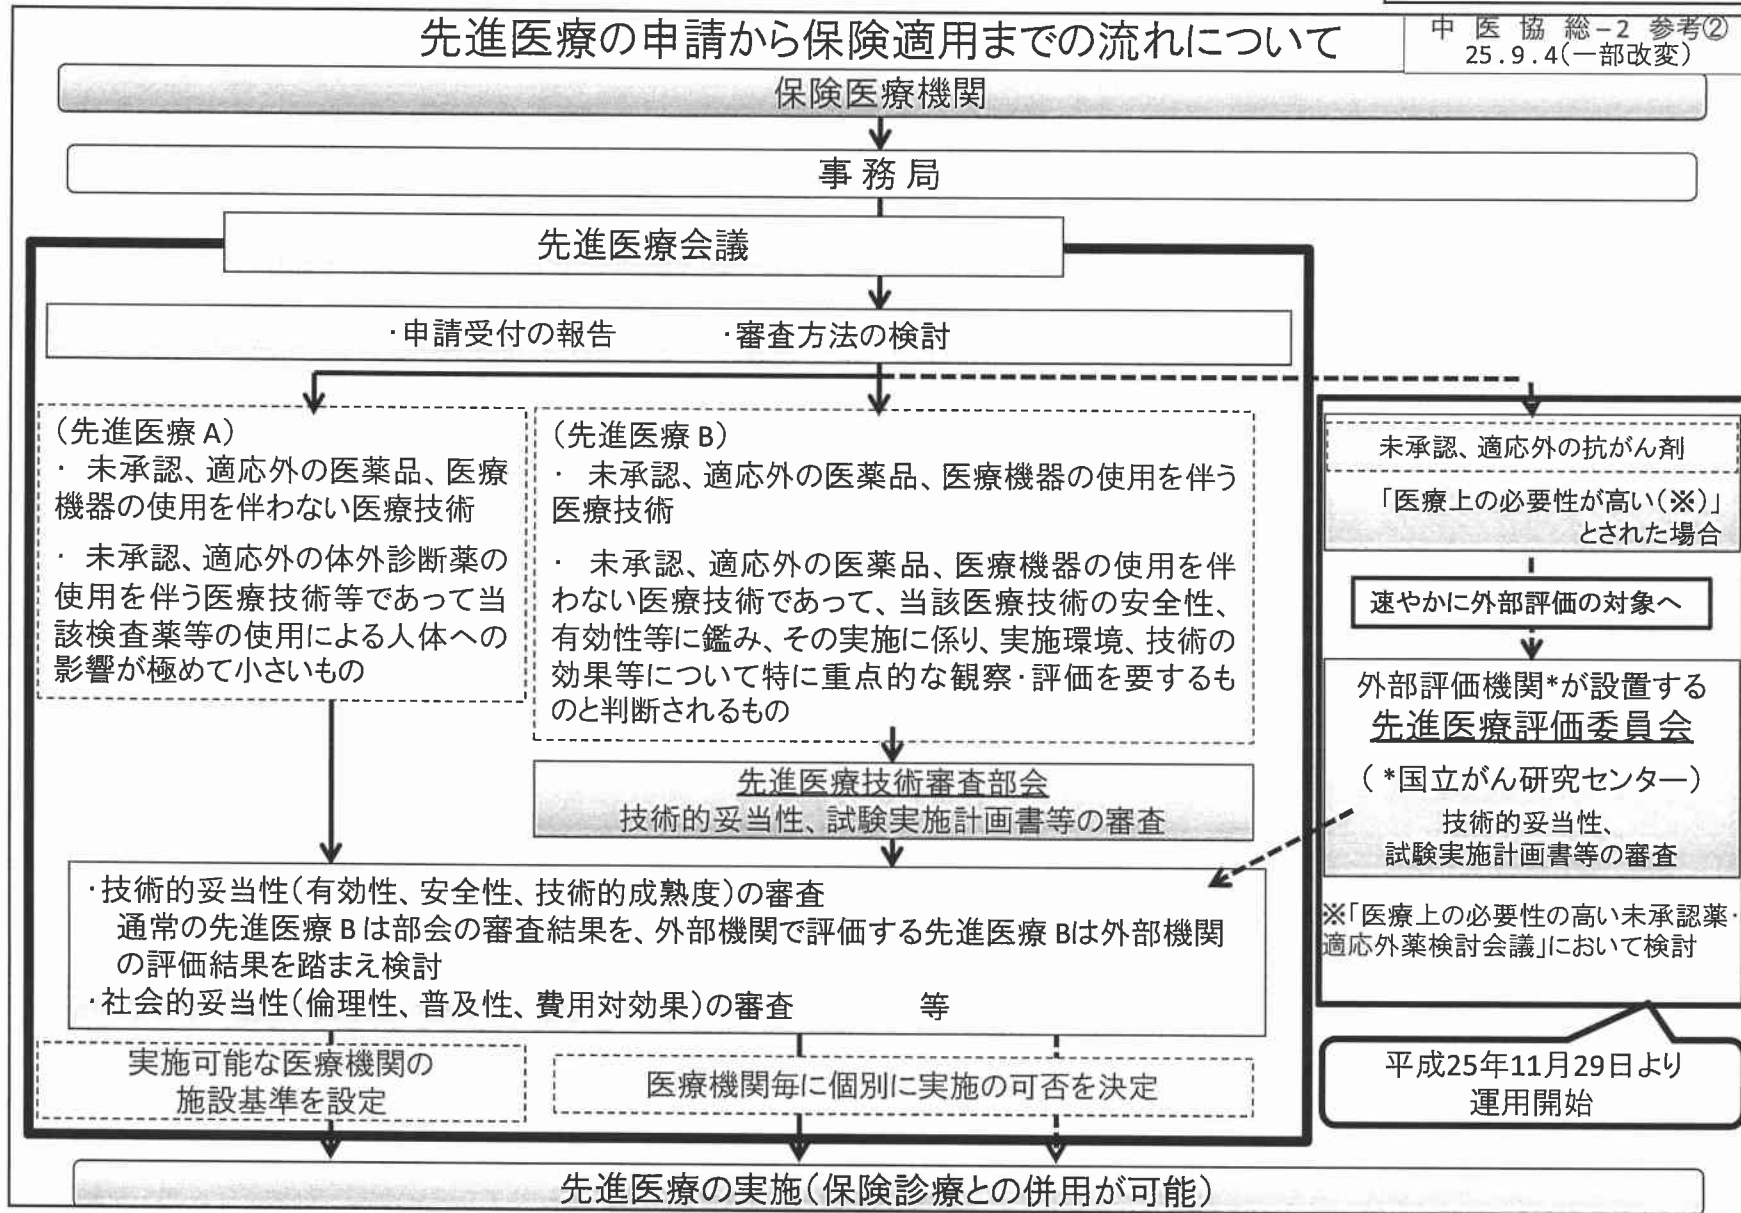 先進医療の申請から保険適用までの流れについて
中医協 総-2 参考②
25.9.4(一部改変)
保険医療機関
事務局
先進医療会議
・申請受付の報告 ・審査方法の検討
(先進医療A)
・ 未承認、適応外の医薬品、医療
機器の使用を伴わない医療技術
・ 未承認、適応外の体外診断薬の
使用を伴う医療技術等であって当
該検査薬等の使用による人体への
影響が極めて小さいもの
(先進医療B)
・ 未承認、適応外の医薬品、医療機器の使用を伴う
医療技術
・ 未承認、適応外の医薬品、医療機器の使用を伴
わない医療技術であって、当該医療技術の安全性、
有効性等に鑑み、その実施に係り、実施環境、技術の
効果等について特に重点的な観察・評価を要するも
のと判断されるもの
未承認、適応外の抗がん剤
「医療上の必要性が高い(※)」
とされた場合
速やかに外部評価の対象へ
外部評価機関*が設置する
先進医療評価委員会
(*国立がん研究センター)
技術的妥当性、
試験実施計画書等の審査
※「医療上の必要性の高い未承認薬・
適応外薬検討会議」において検討
先進医療技術審査部会
技術的妥当性、試験実施計画書等の審査
・技術的妥当性(有効性、安全性、技術的成熟度)の審査
通常の先進医療Bは部会の審査結果を、外部機関で評価する先進医療Bは外部機関
の評価結果を踏まえ検討
・社会的妥当性(倫理性、普及性、費用対効果)の審査 等
実施可能な医療機関の
施設基準を設定
医療機関毎に個別に実施の可否を決定
平成25年11月29日より
運用開始
先進医療の実施(保険診療との併用が可能)